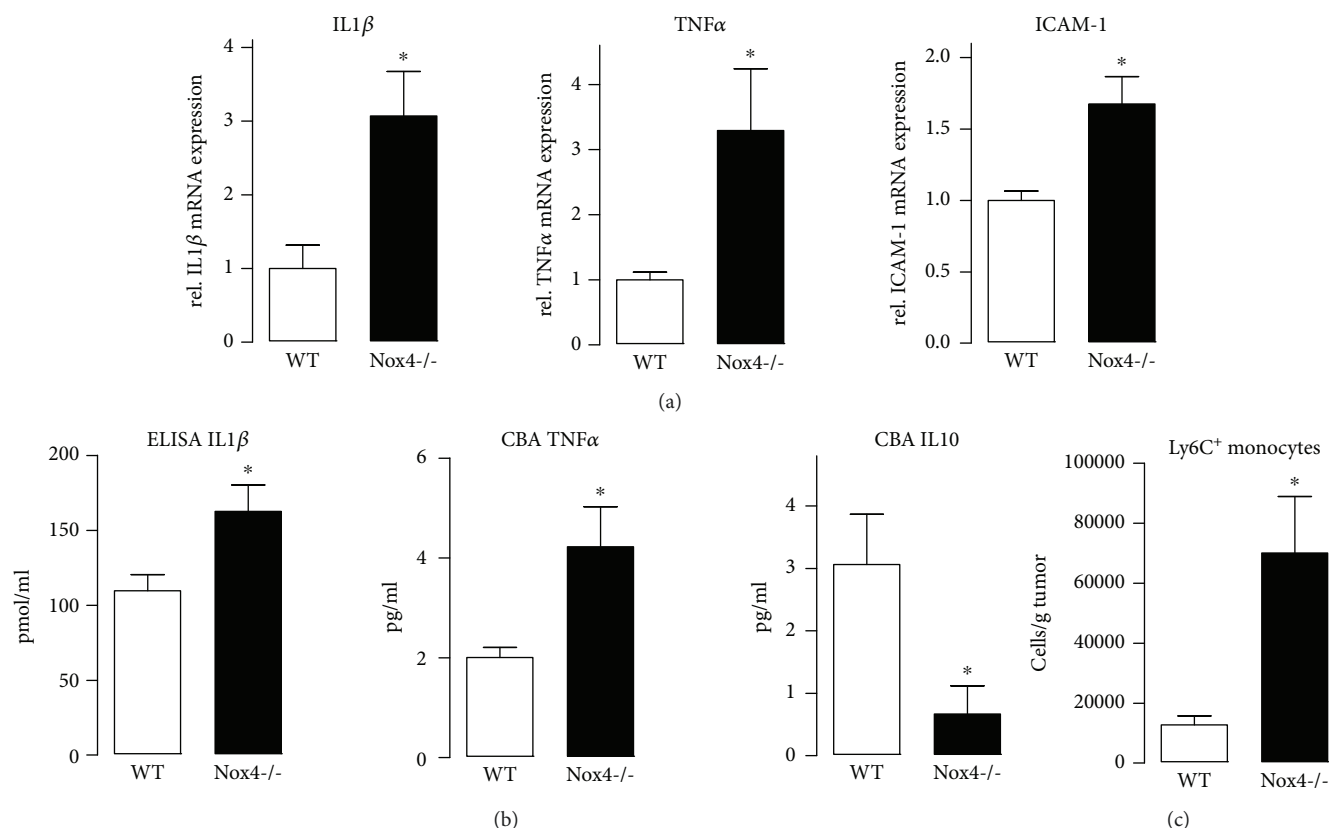 IL1β
rel. IL1β mRNA expression
4
3
2
1
0
*
WT
Nox4-/-
TNFα
rel. TNFα mRNA expression
4
3
2
1
0
*
WT
Nox4-/-
ICAM-1
rel. ICAM-1 mRNA expression
2.0
1.5
1.0
0.5
0.0
*
WT
Nox4-/-
(a)
ELISA IL1β
pmol/ml
200
150
100
50
0
*
WT
Nox4-/-
CBA TNFα
pg/ml
6
4
2
0
*
WT
Nox4-/-
CBA IL10
pg/ml
4
3
2
1
0
*
WT
Nox4-/-
(b)
Ly6C⁺ monocytes
Cells/g tumor
100000
80000
60000
40000
20000
0
*
WT
Nox4-/-
(c)